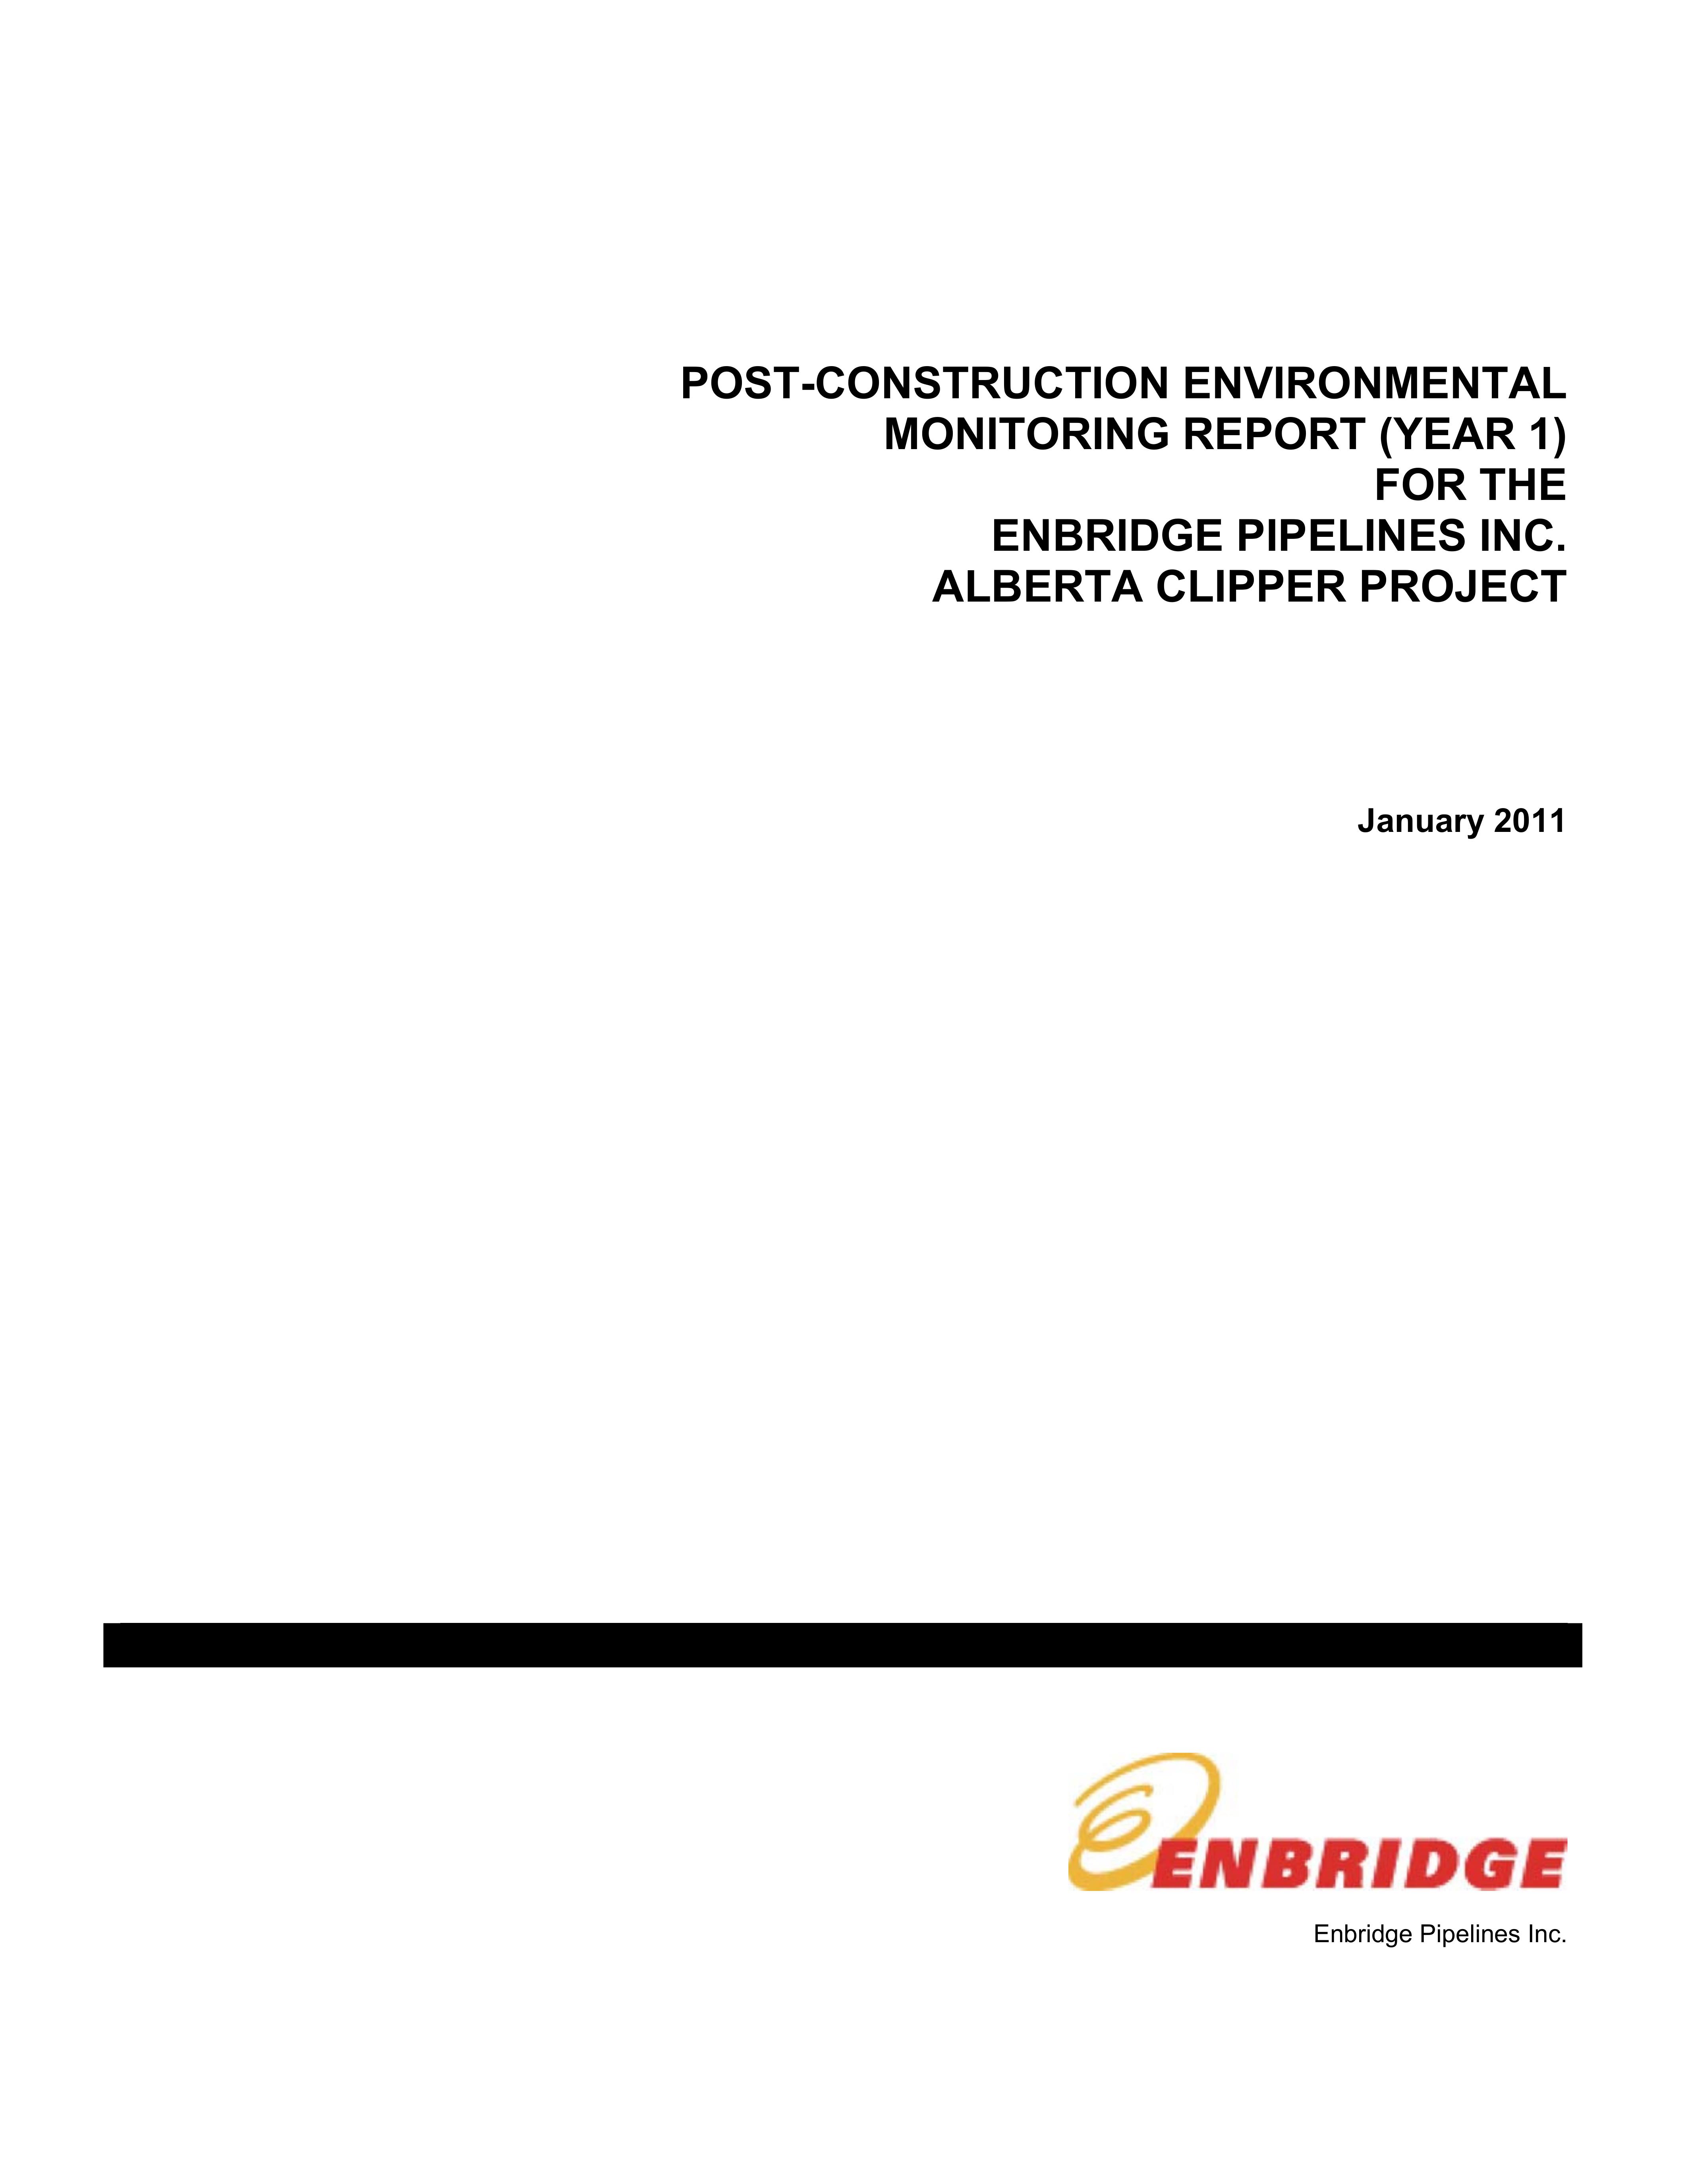 POST-CONSTRUCTION ENVIRONMENTAL
MONITORING REPORT (YEAR 1)
FOR THE
ENBRIDGE PIPELINES INC.
ALBERTA CLIPPER PROJECT
January 2011
ENBRIDGE
Enbridge Pipelines Inc.